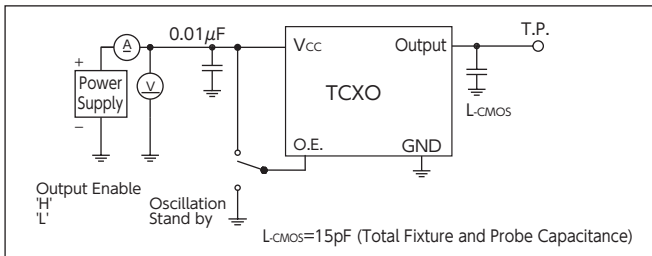 A
0.01μF
+
Power
Supply
−
V
Vcc
Output
TCXO
O.E.
GND
T.P.
L-CMOS
Output Enable
'H' Oscillation
'L' Stand by
L-CMOS=15pF (Total Fixture and Probe Capacitance)